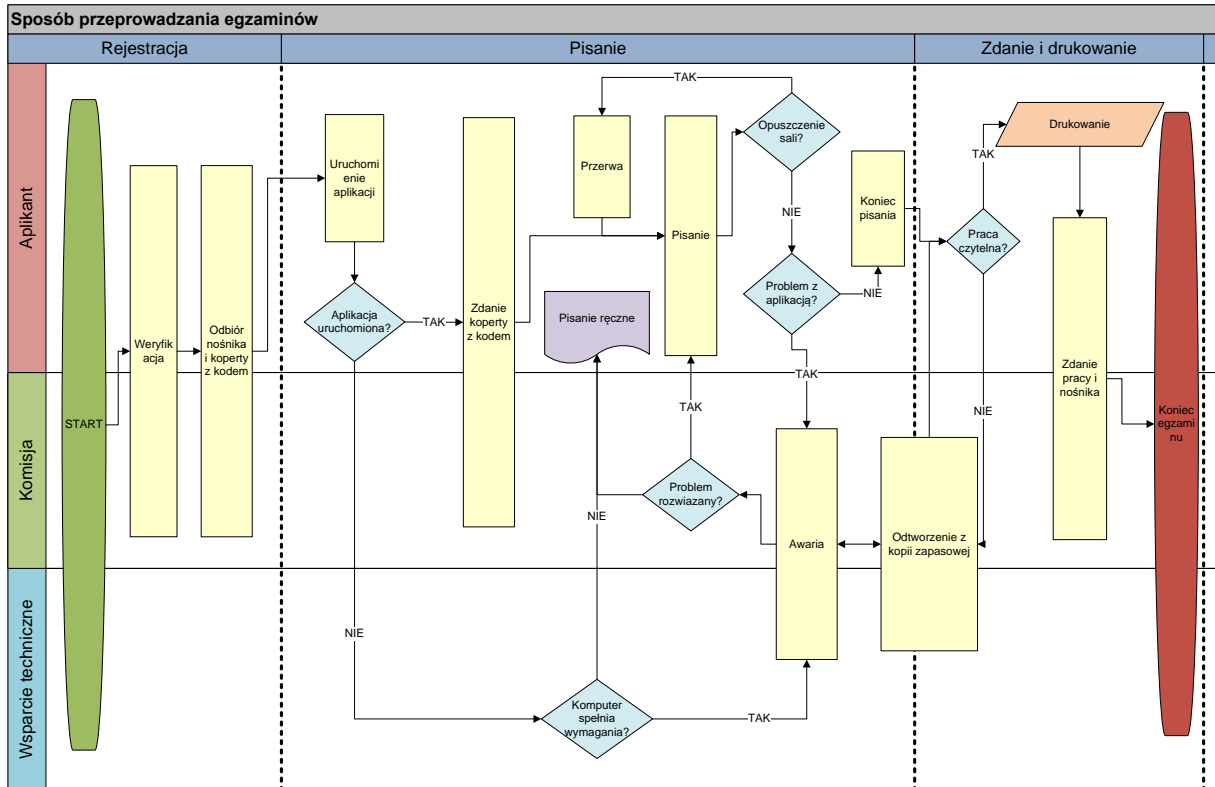 Sposób przeprowadzania egzaminów
Rejestracja
Pisanie
Zdanie i drukowanie
Aplikant
Komisja
Wsparcie techniczne
START
Weryfik
acja
Odbiór
nośnika
i koperty
z kodem
Uruchomi
enie
aplikacji
Aplikacja
uruchomiona?
TAK
NIE
Zdanie
koperty
z kodem
Przerwa
TAK
Pisanie
Opuszczenie
sali?
NIE
Problem z
aplikacją?
NIE
TAK
Koniec
pisania
Pisanie ręczne
TAK
Problem
rozwiazany?
NIE
Awaria
Komputer
spełnia
wymagania?
TAK
Odtworzenie z
kopii zapasowej
Praca
czytelna?
TAK
NIE
Drukowanie
Zdanie
pracy i
nośnika
Koniec
egzami
nu